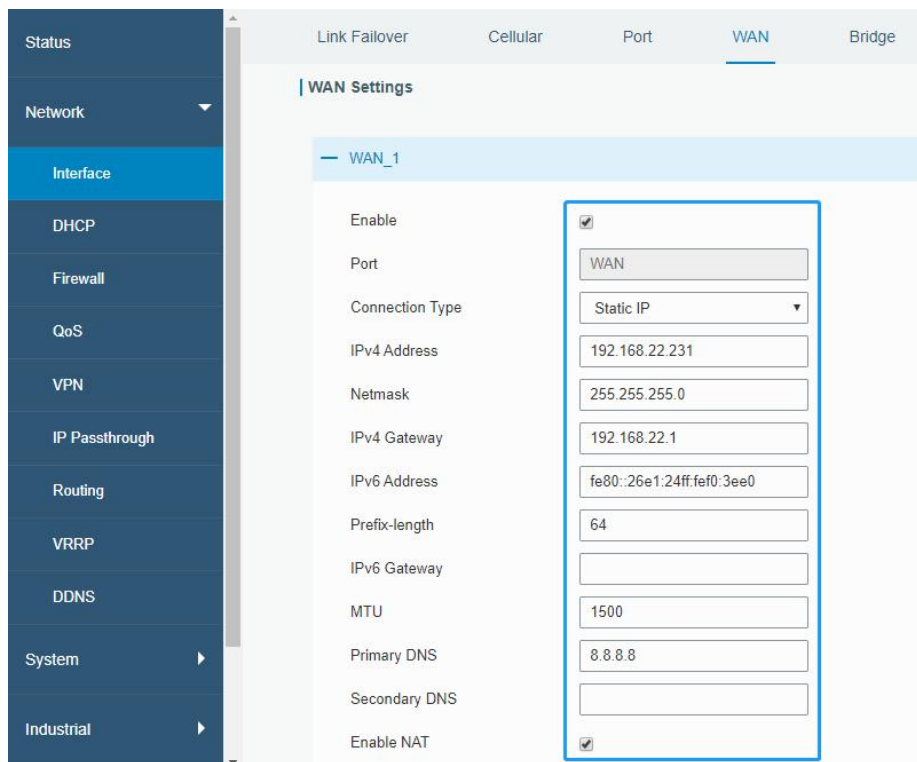 Status
Network
Interface
DHCP
Firewall
QoS
VPN
IP Passthrough
Routing
VRRP
DDNS
System
Industrial
Link Failover Cellular Port WAN Bridge
WAN Settings
WAN_1
Enable
Port WAN
Connection Type Static IP
IPv4 Address 192.168.22.231
Netmask 255.255.255.0
IPv4 Gateway 192.168.22.1
IPv6 Address fe80::26e1:24ff:fef0:3ee0
Prefix-length 64
IPv6 Gateway
MTU 1500
Primary DNS 8.8.8.8
Secondary DNS
Enable NAT